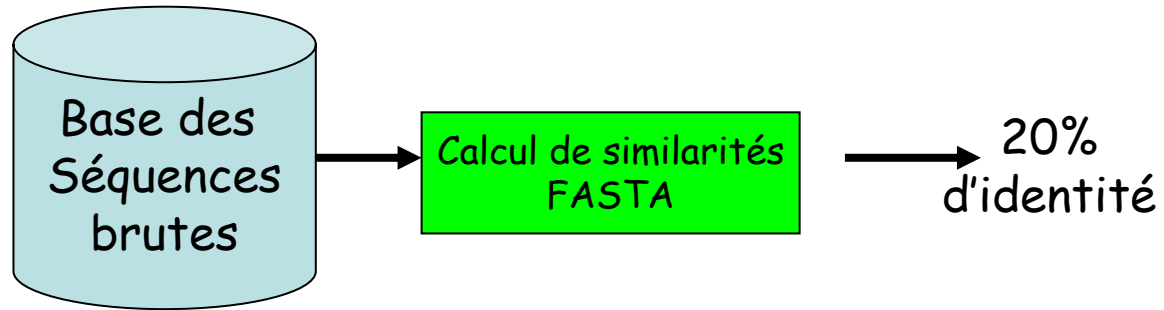 Base des
Séquences
brutes
Calcul de similarités
FASTA
20%
d'identité